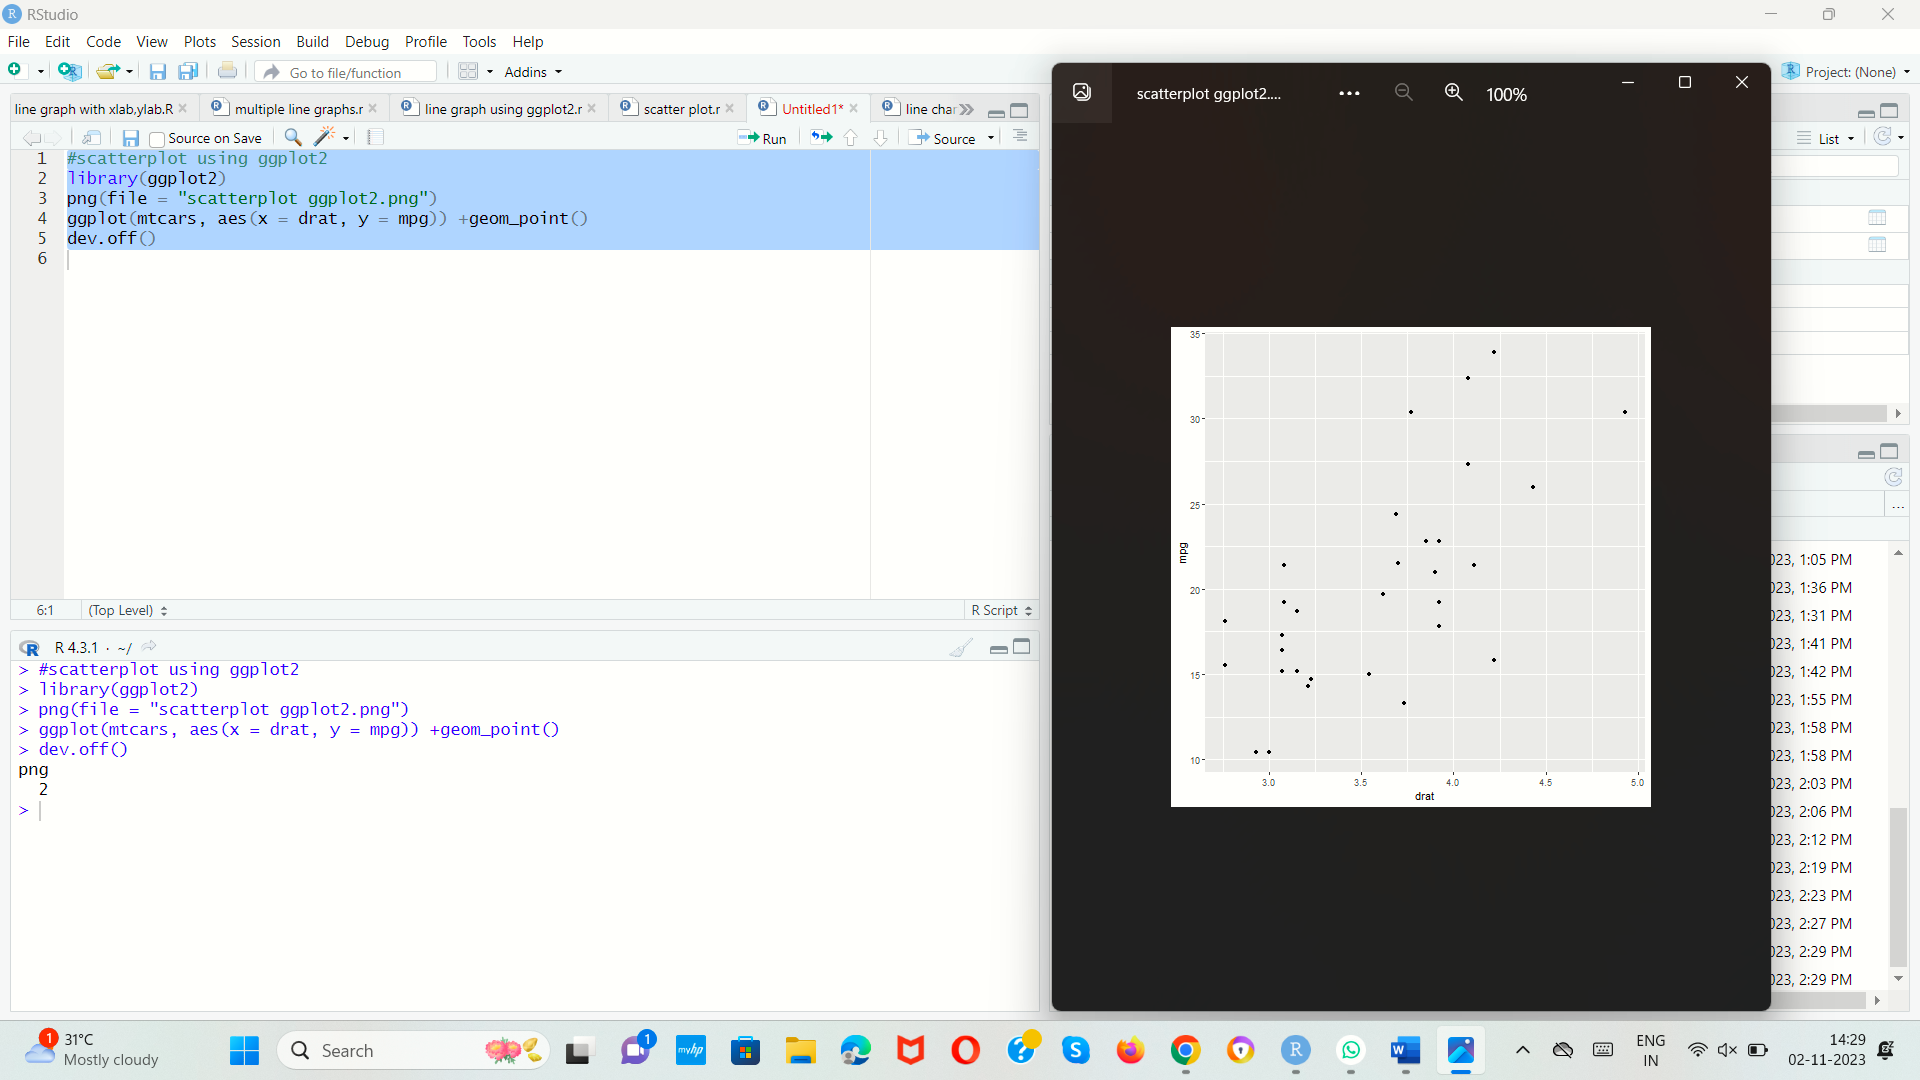 RStudio
File Edit Code View Plots Session Build Debug Profile Tools Help
Go to file/function Addins Project: (None)
line graph with xlab,ylab.R multiple line graphs.r line graph using ggplot2.r scatter plot.r Untitled1* line char
Source on Save Run Source List
1 #scatterplot using ggplot2
2 library(ggplot2)
3 png(file = "scatterplot ggplot2.png")
4 ggplot(mtcars, aes(x = drat, y = mpg)) +geom_point()
5 dev.off()
6
6:1 (Top Level) R Script
R 4.3.1 · ~/
> #scatterplot using ggplot2
> library(ggplot2)
> png(file = "scatterplot ggplot2.png")
> ggplot(mtcars, aes(x = drat, y = mpg)) +geom_point()
> dev.off()
png
2
>
scatterplot ggplot2.... ••• 100%
35
30
25
mpg
20
15
10
3.0 3.5 4.0 4.5 5.0
drat
023, 1:05 PM
023, 1:36 PM
023, 1:31 PM
023, 1:41 PM
023, 1:42 PM
023, 1:55 PM
023, 1:58 PM
023, 1:58 PM
023, 2:03 PM
023, 2:06 PM
023, 2:12 PM
023, 2:19 PM
023, 2:23 PM
023, 2:27 PM
023, 2:29 PM
023, 2:29 PM
1 31°C
Mostly cloudy
Search
1
myhp
ENG
IN
14:29
02-11-2023